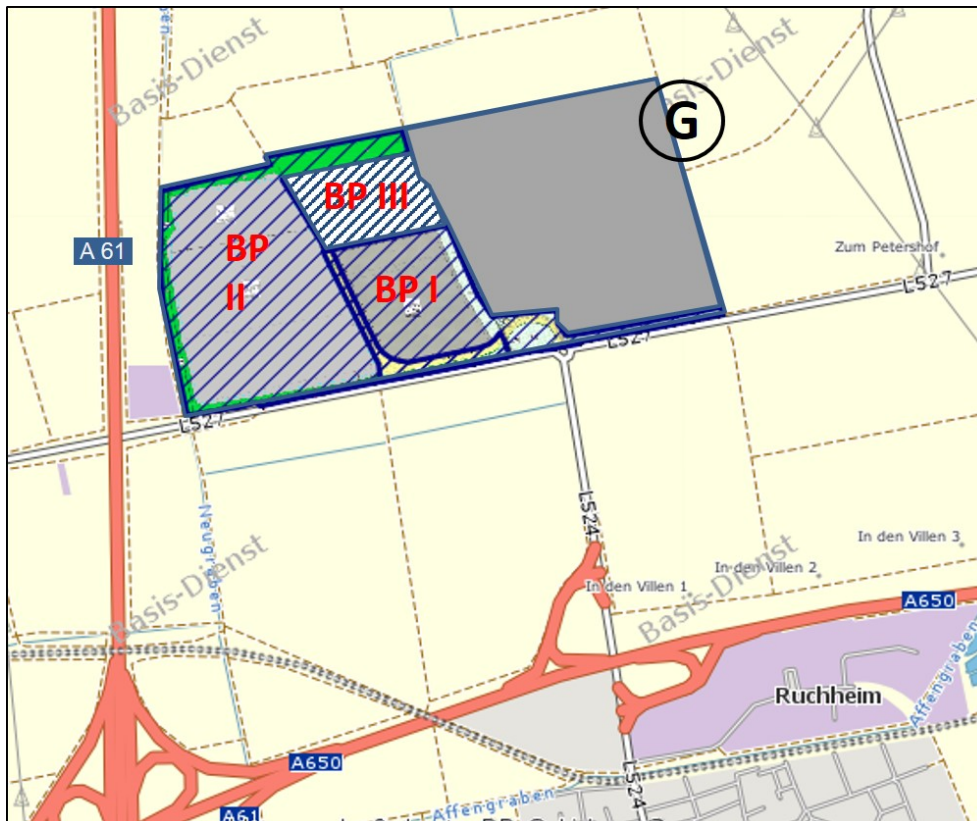 gen
Basis-Dienst
Basis-Dienst
G
BP III
A 61
BP
II
BP I
Zum Petershof
L527
L527
L527
L524
Neugraben
In den Villen 3
In den Villen 2
In den Villen 1
Basis-Dienst
Basis-Dienst
A650
Ruchheim
Affengraben
A650
L524
Affengraben
A61